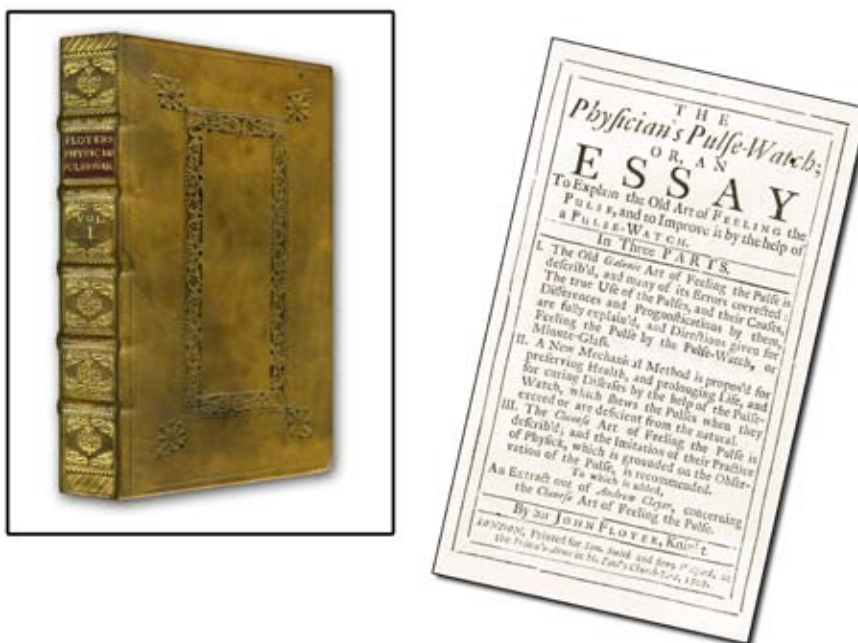 FLOYER'S
PHYSICIA
PULSEWA
VOL
I
THE
Phyſician's Pulſe-Watch;
OR, AN
ESSAY
To Explain the Old Art of FEELING the
PULSE, and to Improve it by the help of
a PULSE-WATCH.
In Three PARTS.
I. The Old Galenic Art of Feeling the Pulſe is
deſcrib'd, and many of its Errors corrected:
The true Uſe of the Pulſes, and their Cauſes,
Differences and Prognoſtications by them,
are fully explain'd, and Directions given for
Feeling the Pulſe by the Pulſe-Watch, or
Minute-Glaſs.
II. A New Mechanical Method is propos'd for
preſerving Health, and prolonging Life, and
for curing Diſeaſes by the help of the Pulſe-
Watch, which ſhews the Pulſes when they
exceed or are deficient from the natural.
III. The Chineſe Art of Feeling the Pulſe is
deſcrib'd; and the Imitation of their Practice
of Phyſick, which is grounded on the Obſer-
vation of the Pulſe, is recommended.
To which is added,
An Extract out of Andrew Cleyer, concerning
the Chineſe Art of Feeling the Pulſe.
By Sir JOHN FLOYER, Knight.
LONDON, Printed for Sam. Smith and Benj. Walford, at
the Prince's-Arms in St. Paul's Church-Yard, 1707.